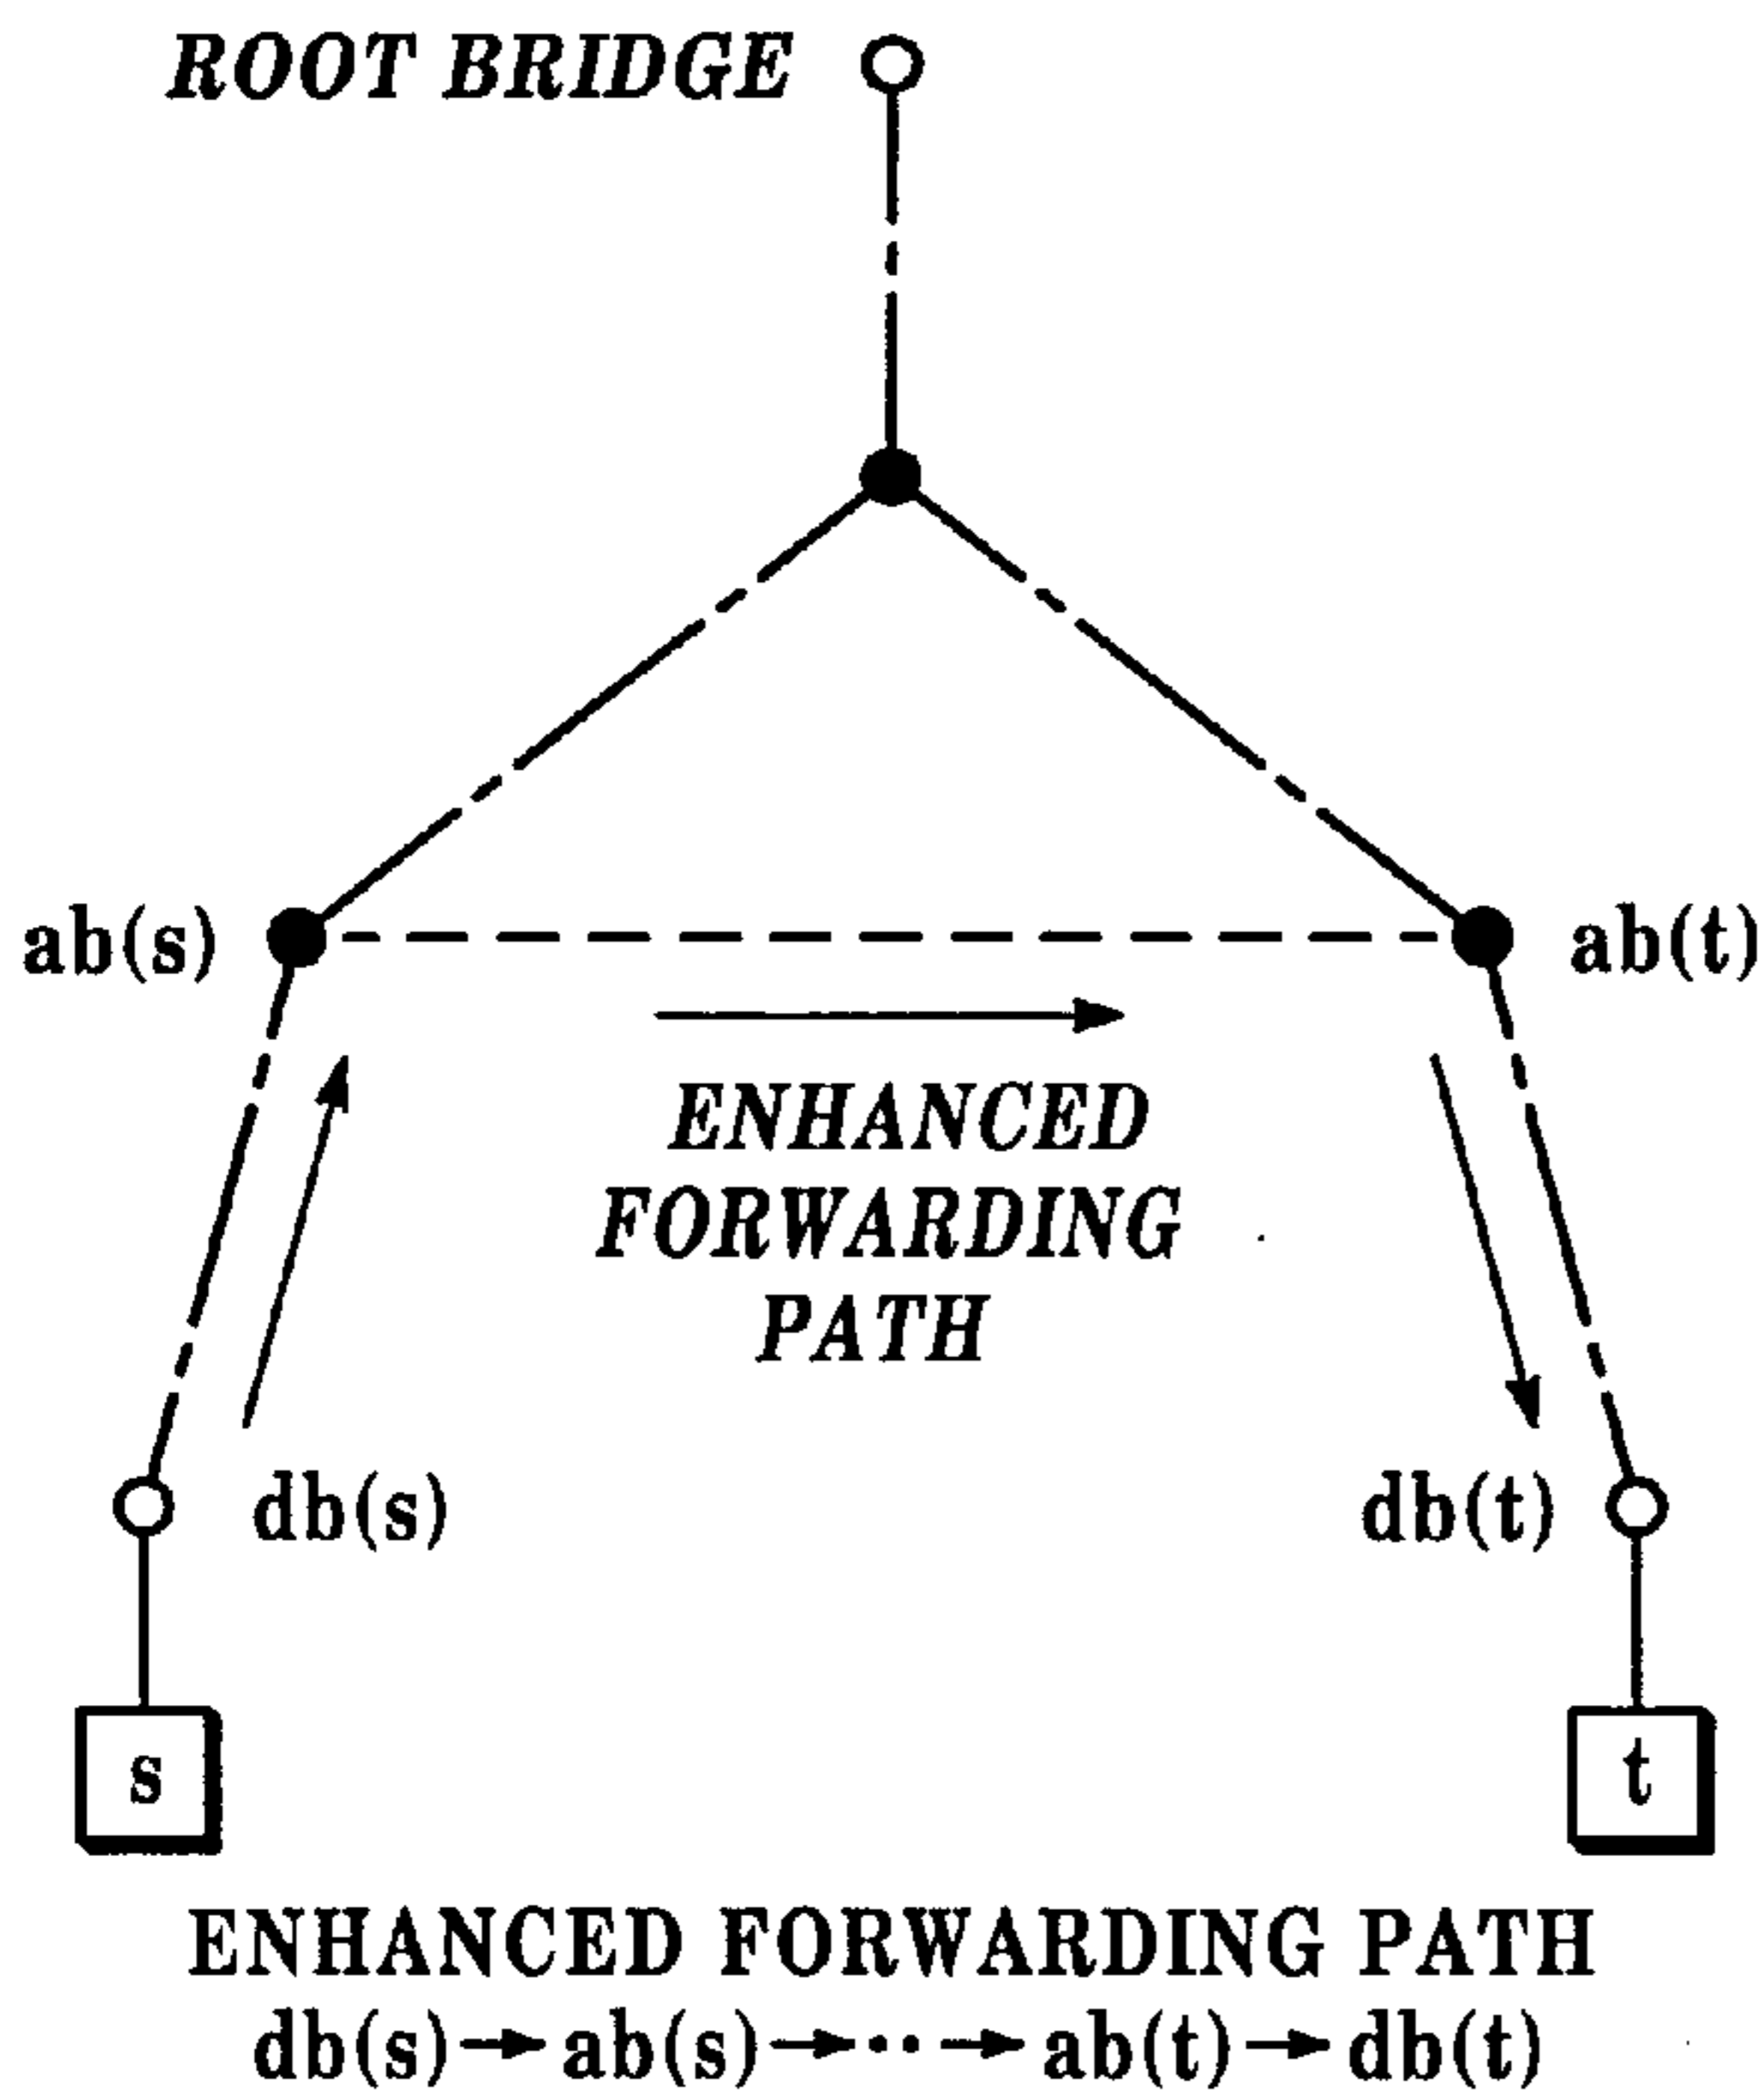 ROOT BRIDGE
ab(s)
ab(t)
ENHANCED
FORWARDING
PATH
db(s)
db(t)
s
t
ENHANCED FORWARDING PATH
db(s)→ab(s)→··→ab(t)→db(t)